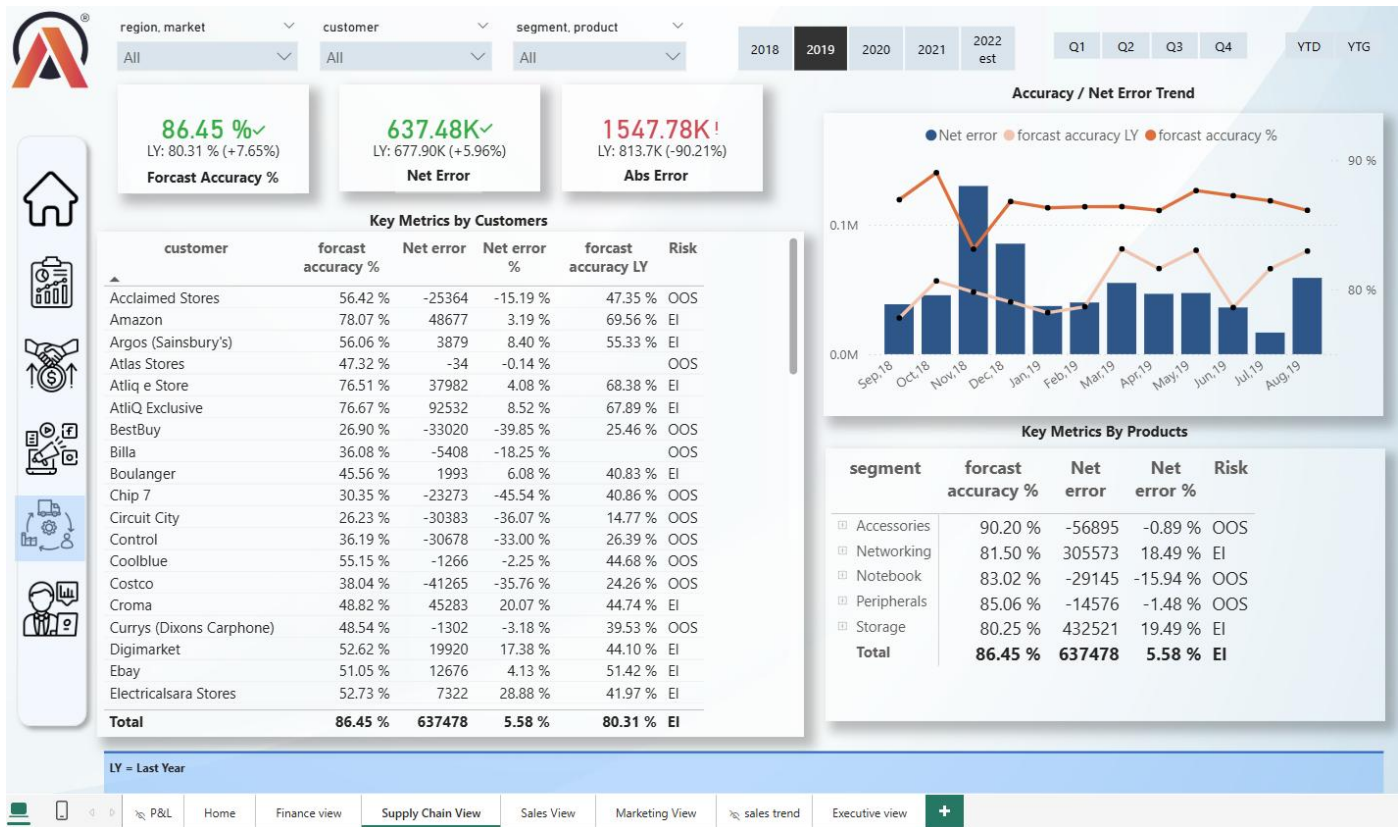 ®
region, market
customer
segment, product
All
All
All
2018 2019 2020 2021 2022 est
Q1 Q2 Q3 Q4
YTD YTG
86.45 %
LY: 80.31 % (+7.65%)
Forcast Accuracy %
637.48K
LY: 677.90K (+5.96%)
Net Error
1547.78K!
LY: 813.7K (-90.21%)
Abs Error
Key Metrics by Customers
customer forcast accuracy % Net error Net error % forcast accuracy LY Risk
Acclaimed Stores 56.42 % -25364 -15.19 % 47.35 % OOS
Amazon 78.07 % 48677 3.19 % 69.56 % EI
Argos (Sainsbury's) 56.06 % 3879 8.40 % 55.33 % EI
Atlas Stores 47.32 % -34 -0.14 % OOS
Atliq e Store 76.51 % 37982 4.08 % 68.38 % EI
AtliQ Exclusive 76.67 % 92532 8.52 % 67.89 % EI
BestBuy 26.90 % -33020 -39.85 % 25.46 % OOS
Billa 36.08 % -5408 -18.25 % OOS
Boulanger 45.56 % 1993 6.08 % 40.83 % EI
Chip 7 30.35 % -23273 -45.54 % 40.86 % OOS
Circuit City 26.23 % -30383 -36.07 % 14.77 % OOS
Control 36.19 % -30678 -33.00 % 26.39 % OOS
Coolblue 55.15 % -1266 -2.25 % 44.68 % OOS
Costco 38.04 % -41265 -35.76 % 24.26 % OOS
Croma 48.82 % 45283 20.07 % 44.74 % EI
Currys (Dixons Carphone) 48.54 % -1302 -3.18 % 39.53 % OOS
Digimarket 52.62 % 19920 17.38 % 44.10 % EI
Ebay 51.05 % 12676 4.13 % 51.42 % EI
Electricalsara Stores 52.73 % 7322 28.88 % 41.97 % EI
Total 86.45 % 637478 5.58 % 80.31 % EI
Accuracy / Net Error Trend
Net error forcast accuracy LY forcast accuracy %
90 %
0.1M
80 %
0.0M
Sep,18 Oct,18 Nov,18 Dec,18 Jan,19 Feb,19 Mar,19 Apr,19 May,19 Jun,19 Jul,19 Aug,19
Key Metrics By Products
segment forcast accuracy % Net error Net error % Risk
Accessories 90.20 % -56895 -0.89 % OOS
Networking 81.50 % 305573 18.49 % EI
Notebook 83.02 % -29145 -15.94 % OOS
Peripherals 85.06 % -14576 -1.48 % OOS
Storage 80.25 % 432521 19.49 % EI
Total 86.45 % 637478 5.58 % EI
LY = Last Year
P&L Home Finance view Supply Chain View Sales View Marketing View sales trend Executive view +